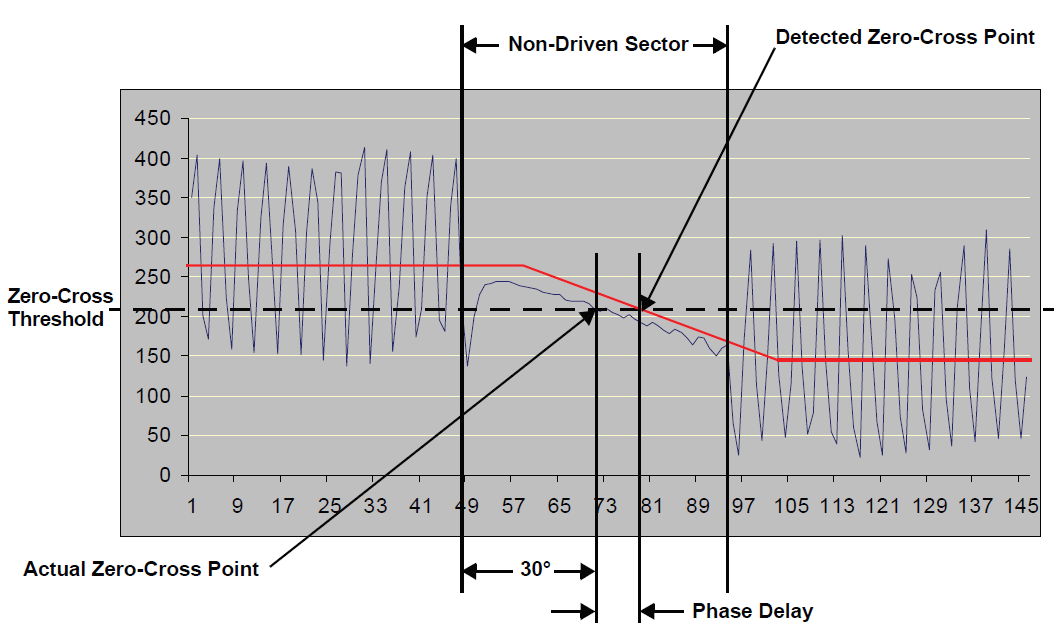 Non-Driven Sector
Detected Zero-Cross Point
450
400
350
300
250
Zero-Cross
Threshold
200
150
100
50
0
1 9 17 25 33 41 49 57 65 73 81 89 97 105 113 121 129 137 145
Actual Zero-Cross Point
30°
Phase Delay